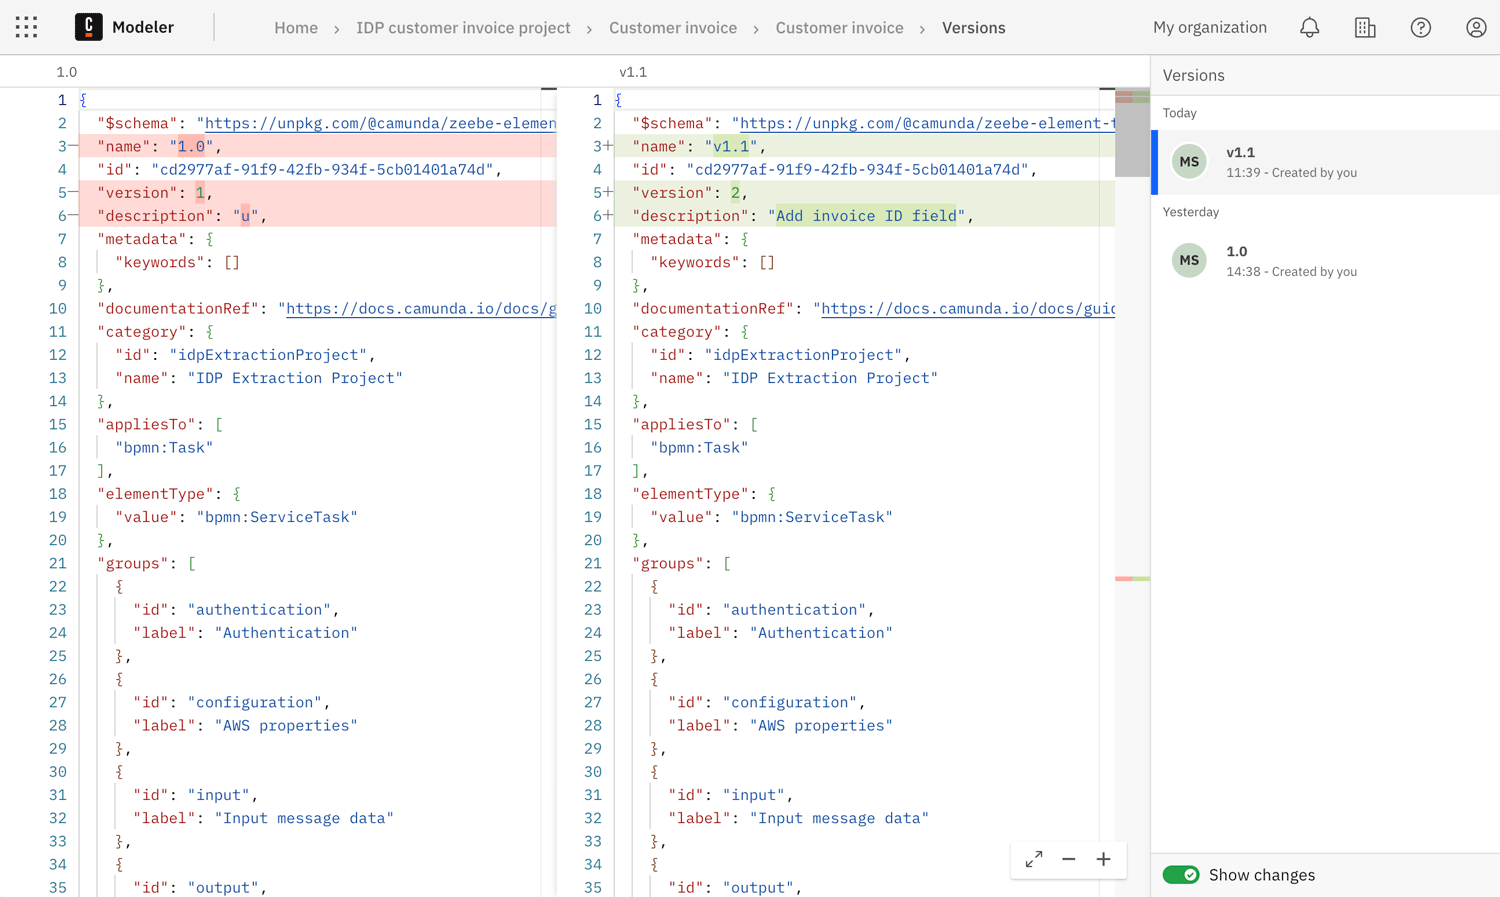 Modeler
Home › IDP customer invoice project › Customer invoice › Customer invoice › Versions
My organization
1.0
1 {
2 "$schema": "https://unpkg.com/@camunda/zeebe-elemen
3— "name": "1.0",
4 "id": "cd2977af-91f9-42fb-934f-5cb01401a74d",
5— "version": 1,
6— "description": "u",
7 "metadata": {
8 "keywords": []
9 },
10 "documentationRef": "https://docs.camunda.io/docs/g
11 "category": {
12 "id": "idpExtractionProject",
13 "name": "IDP Extraction Project"
14 },
15 "appliesTo": [
16 "bpmn:Task"
17 ],
18 "elementType": {
19 "value": "bpmn:ServiceTask"
20 },
21 "groups": [
22 {
23 "id": "authentication",
24 "label": "Authentication"
25 },
26 {
27 "id": "configuration",
28 "label": "AWS properties"
29 },
30 {
31 "id": "input",
32 "label": "Input message data"
33 },
34 {
35 "id": "output",
v1.1
1 {
2 "$schema": "https://unpkg.com/@camunda/zeebe-element-t
3+ "name": "v1.1",
4 "id": "cd2977af-91f9-42fb-934f-5cb01401a74d",
5+ "version": 2,
6+ "description": "Add invoice ID field",
7 "metadata": {
8 "keywords": []
9 },
10 "documentationRef": "https://docs.camunda.io/docs/guid
11 "category": {
12 "id": "idpExtractionProject",
13 "name": "IDP Extraction Project"
14 },
15 "appliesTo": [
16 "bpmn:Task"
17 ],
18 "elementType": {
19 "value": "bpmn:ServiceTask"
20 },
21 "groups": [
22 {
23 "id": "authentication",
24 "label": "Authentication"
25 },
26 {
27 "id": "configuration",
28 "label": "AWS properties"
29 },
30 {
31 "id": "input",
32 "label": "Input message data"
33 },
34 {
35 "id": "output",
Versions
Today
MS
v1.1
11:39 - Created by you
Yesterday
MS
1.0
14:38 - Created by you
Show changes